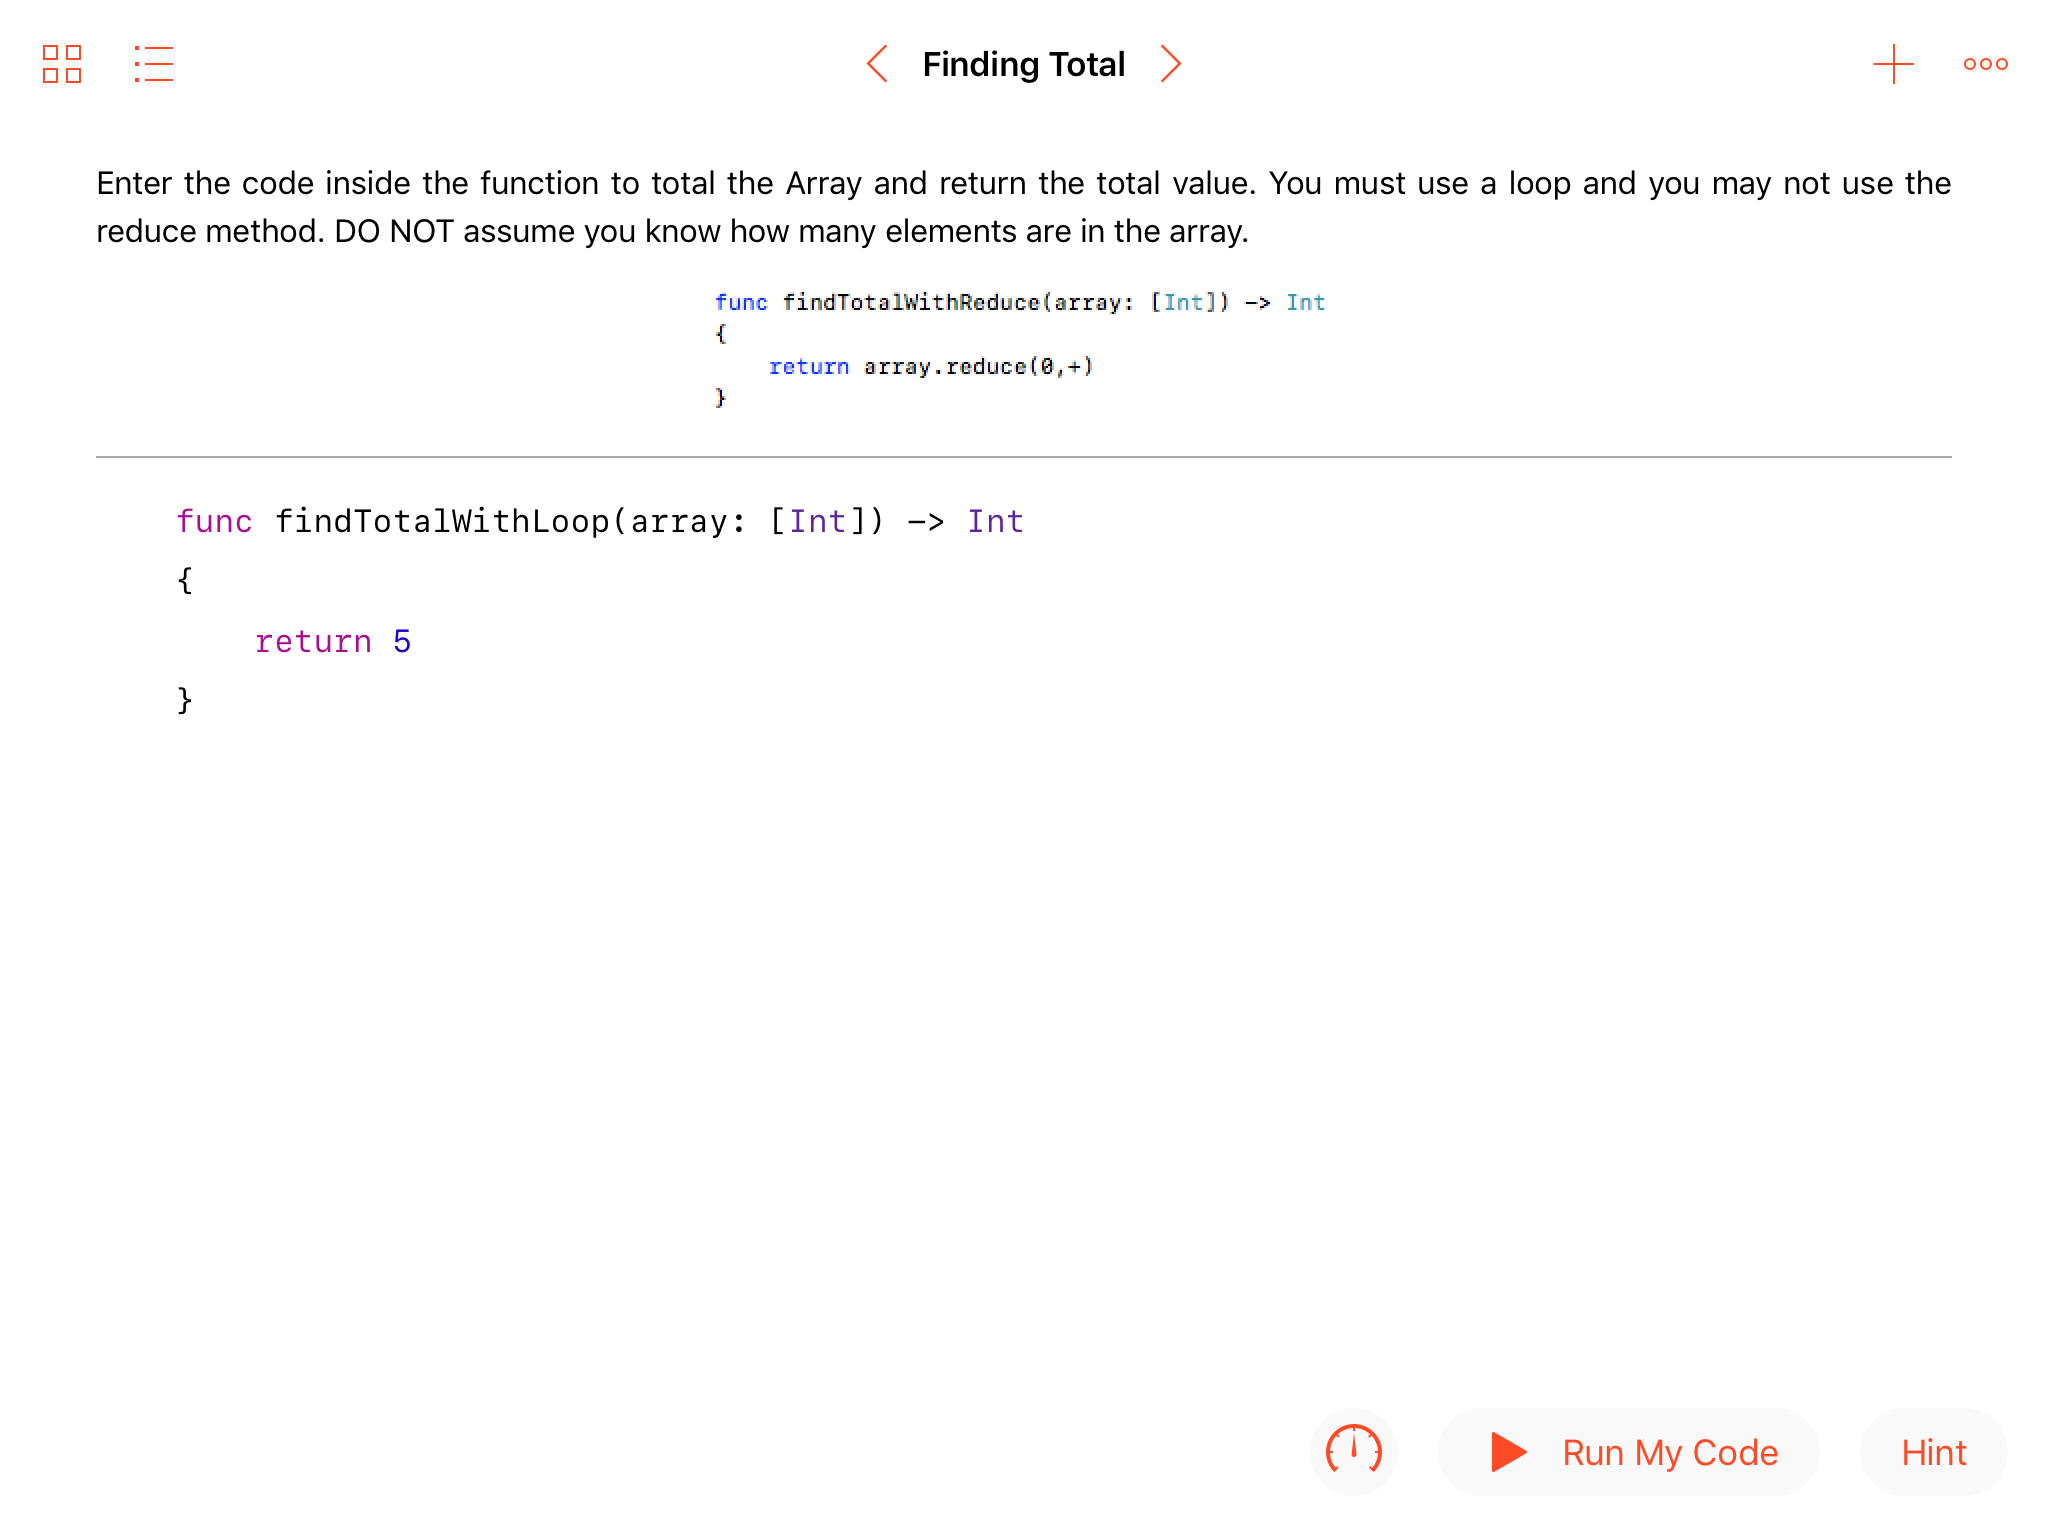 Finding Total
Enter the code inside the function to total the Array and return the total value. You must use a loop and you may not use the
reduce method. DO NOT assume you know how many elements are in the array.
func findTotalWithReduce(array: [Int]) -> Int
{
    return array.reduce(0,+)
}
func findTotalWithLoop(array: [Int]) -> Int
{
    return 5
}
Run My Code
Hint